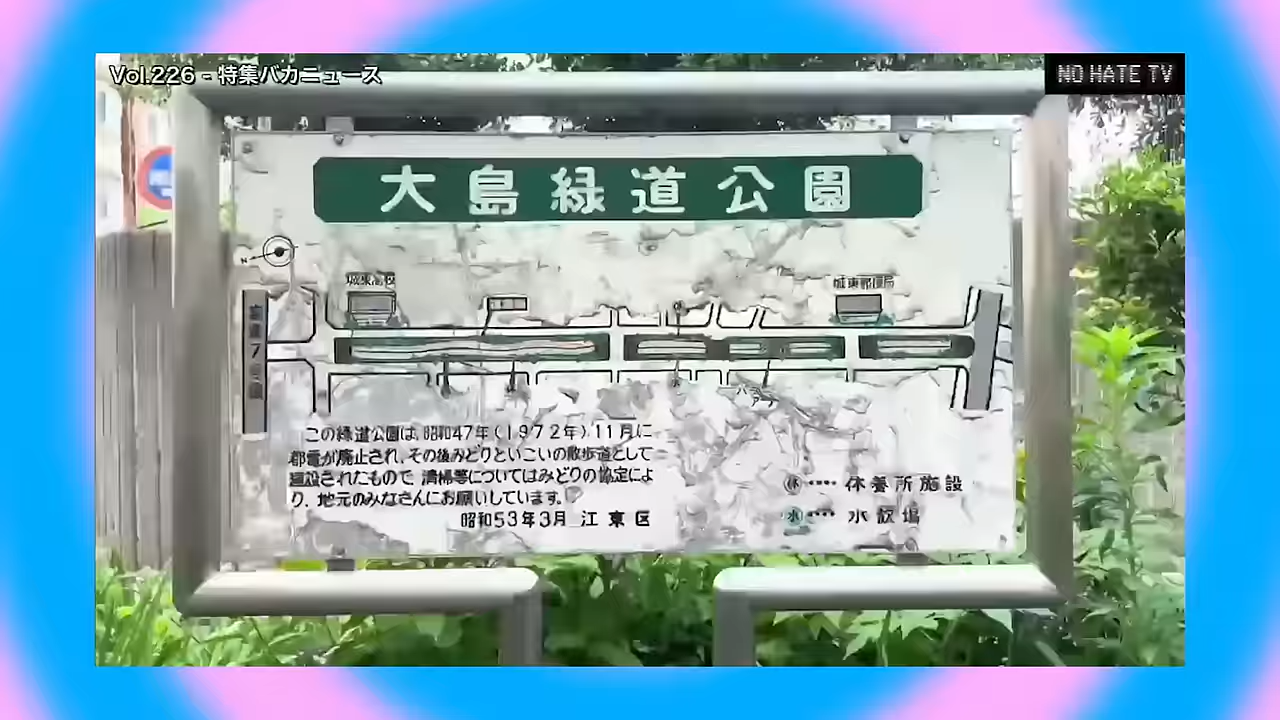 Vol.226 - 特集バカニュース
NO HATE TV
大島緑道公園
N
城東高校
城東郵便局
この緑道公園は、昭和47年(1972年)11月に
都電が廃止され、その後みどりといこいの散歩道として
建設されたもので 清掃等についてはみどりの協定によ
り、地元のみなさんにお願いしています。
昭和53年3月 江東区
休 休養所施設
水 水飲場